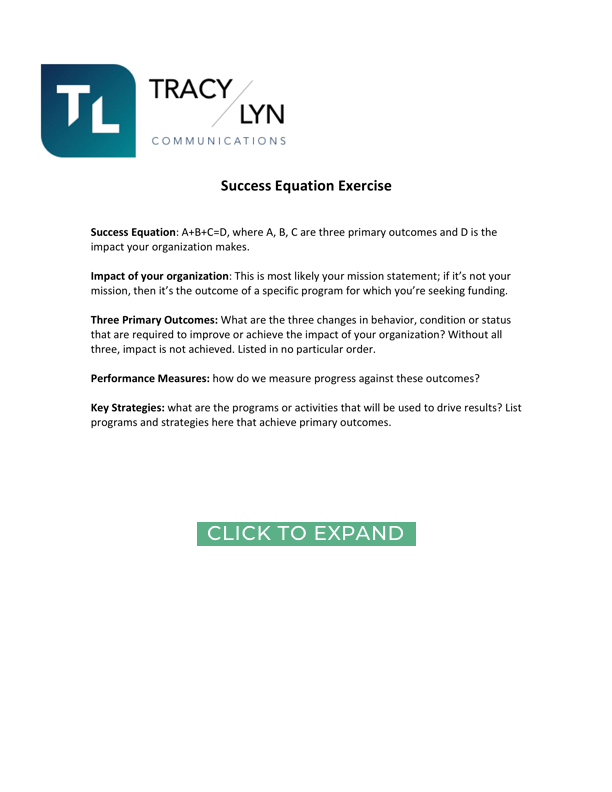 TL
TRACY
LYN
COMMUNICATIONS
Success Equation Exercise
Success Equation: A+B+C=D, where A, B, C are three primary outcomes and D is the
impact your organization makes.
Impact of your organization: This is most likely your mission statement; if it's not your
mission, then it's the outcome of a specific program for which you're seeking funding.
Three Primary Outcomes: What are the three changes in behavior, condition or status
that are required to improve or achieve the impact of your organization? Without all
three, impact is not achieved. Listed in no particular order.
Performance Measures: how do we measure progress against these outcomes?
Key Strategies: what are the programs or activities that will be used to drive results? List
programs and strategies here that achieve primary outcomes.
CLICK TO EXPAND